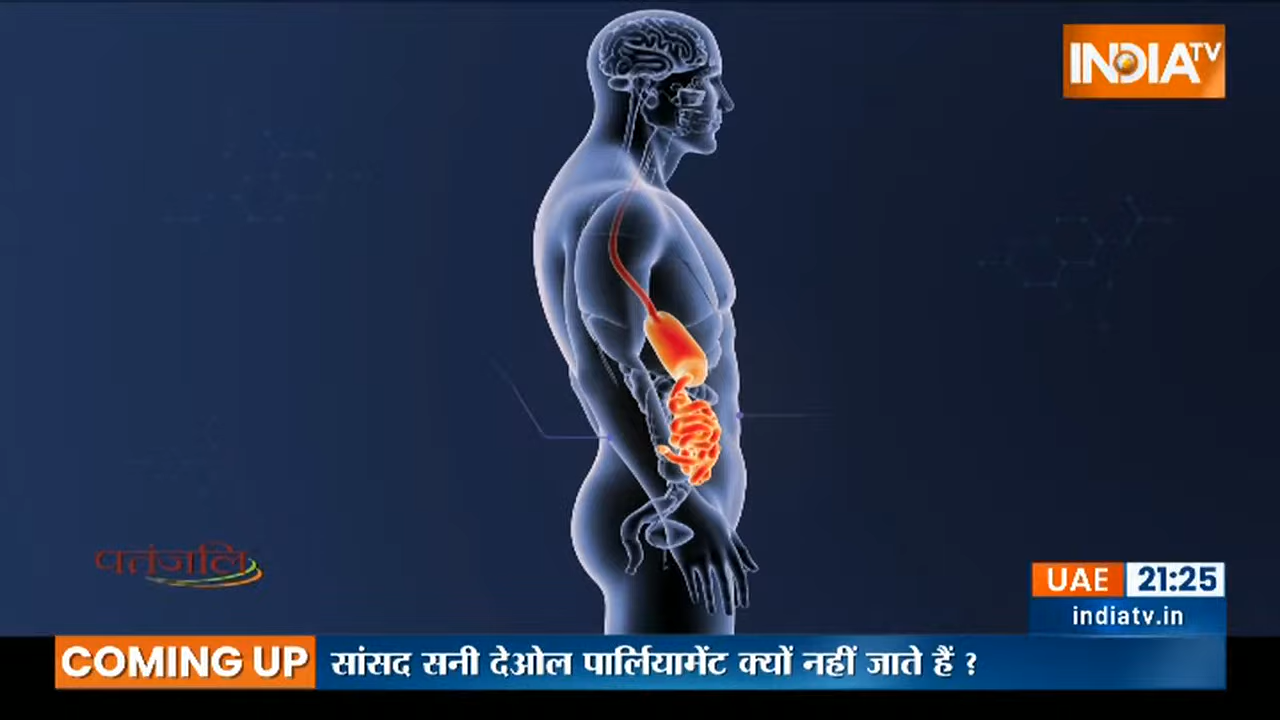 INDIA TV
पतंजलि
UAE 21:25
indiatv.in
COMING UP सांसद सनी देओल पार्लियामेंट क्यों नहीं जाते हैं ?